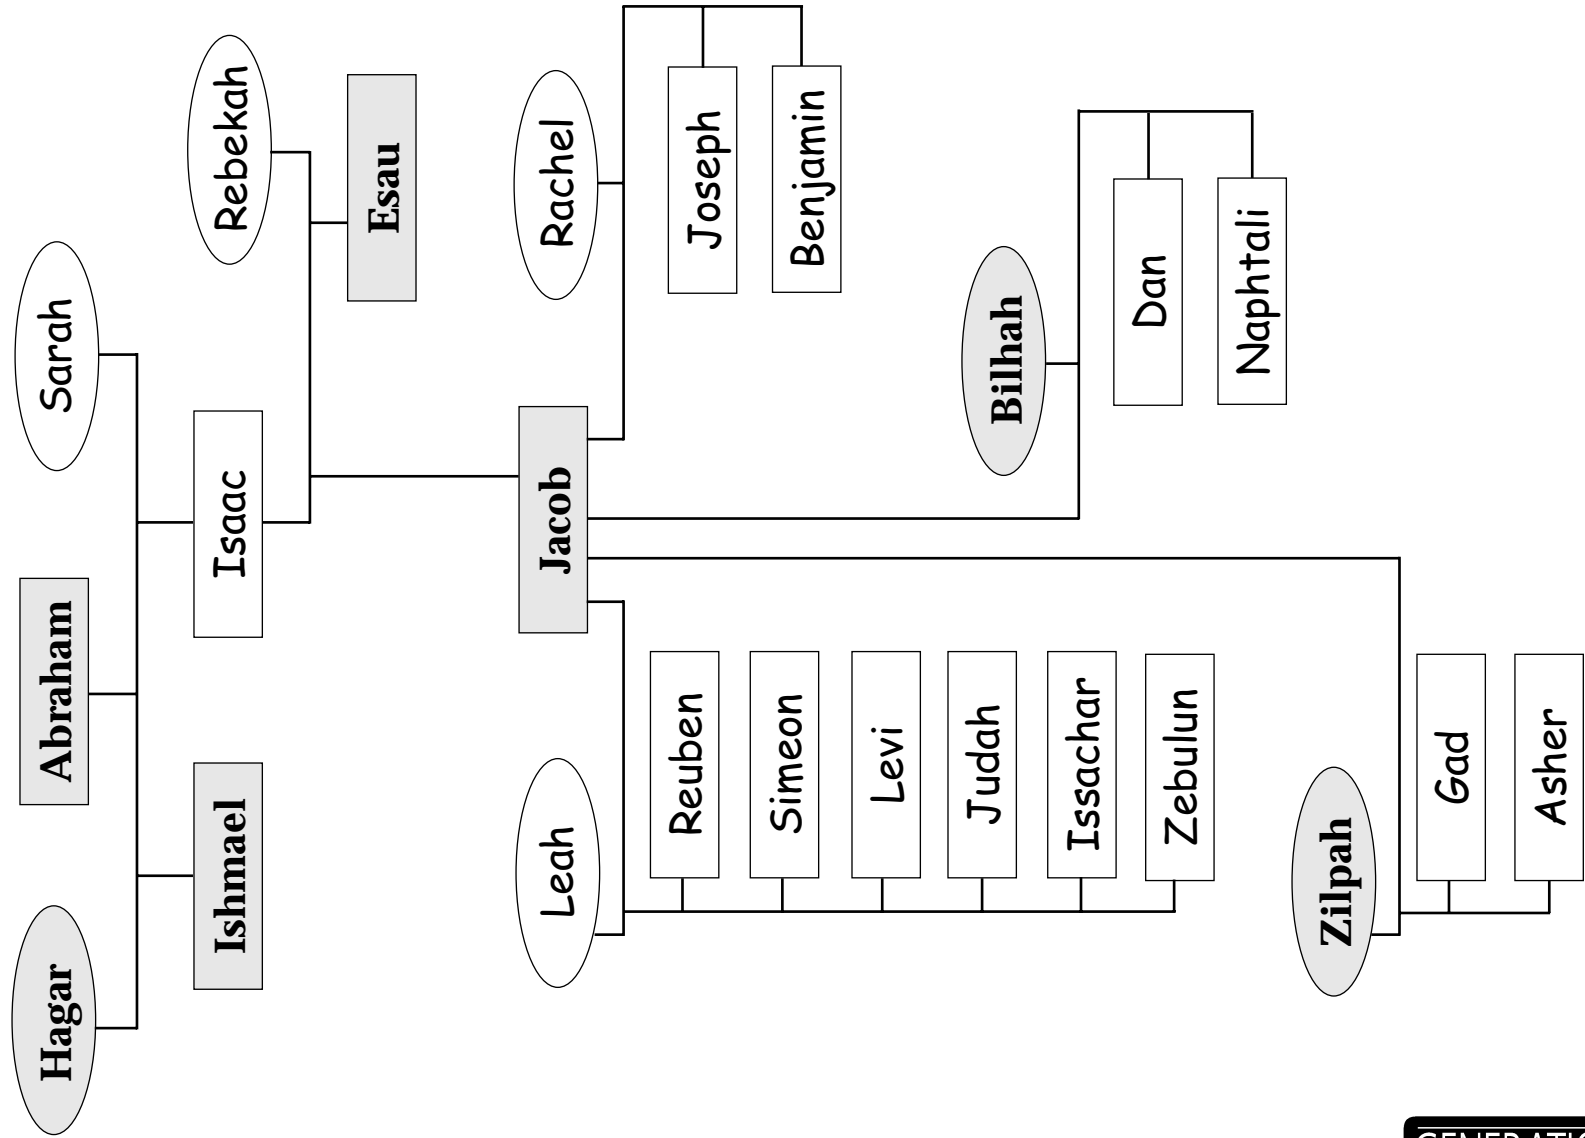 Hagar
Abraham
Sarah
Ishmael
Isaac
Rebekah
Esau
Jacob
Leah
Rachel
Reuben
Simeon
Levi
Judah
Issachar
Zebulun
Joseph
Benjamin
Bilhah
Dan
Naphtali
Zilpah
Gad
Asher